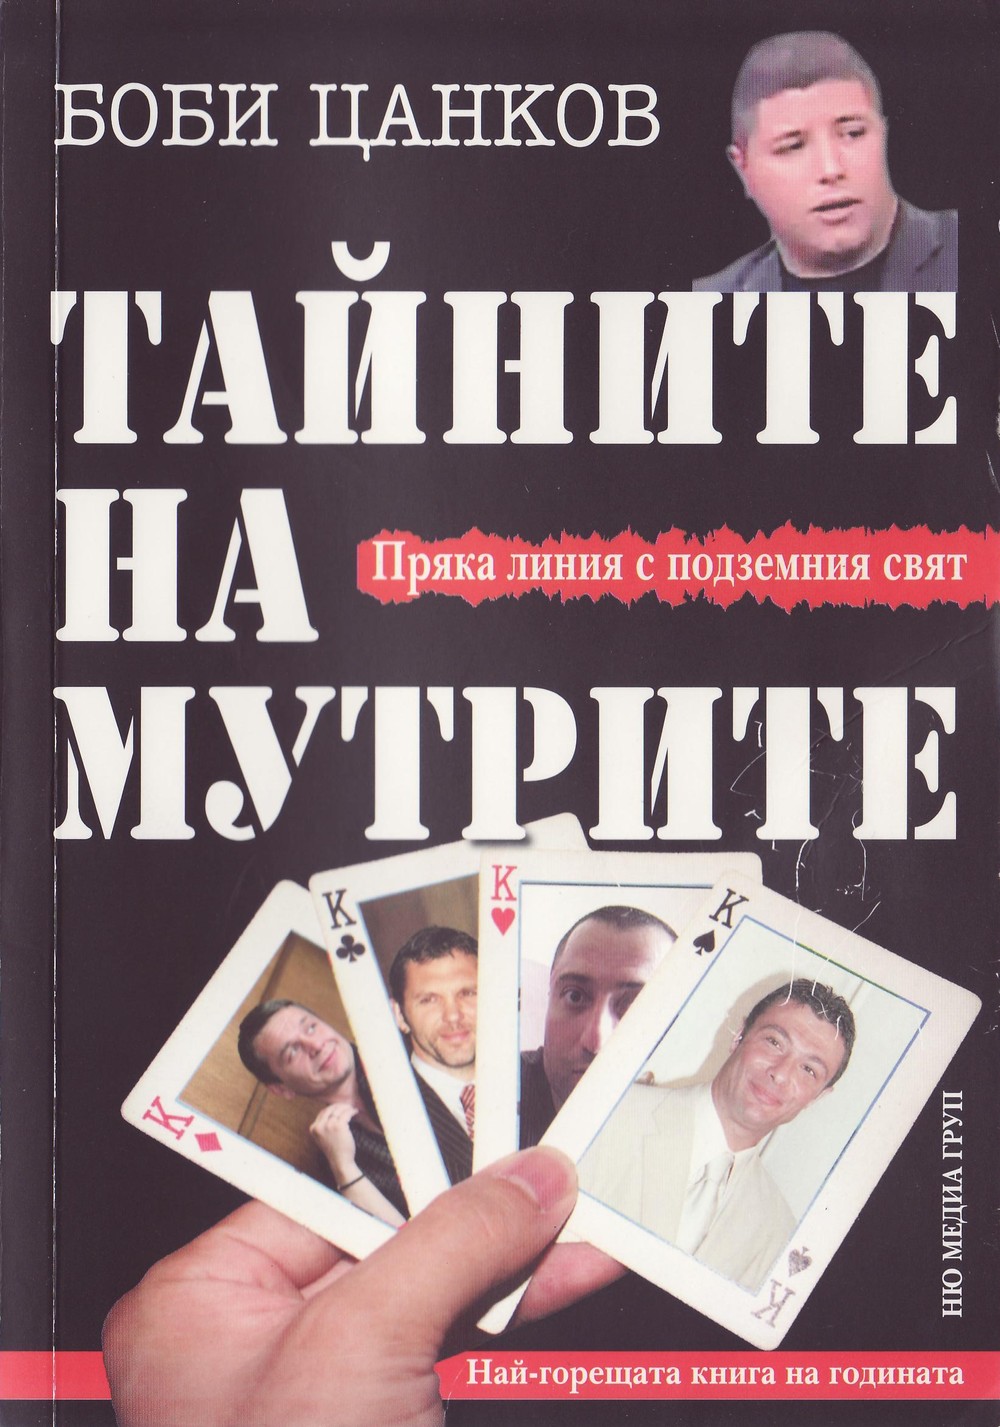 БОБИ ЦАНКОВ
ТАЙНИТЕ
НА
Пряка линия с подземния свят
МУТРИТЕ
K
K
K
K
K
НЮ МЕДИА ГРУП
Най-горещата книга на годината